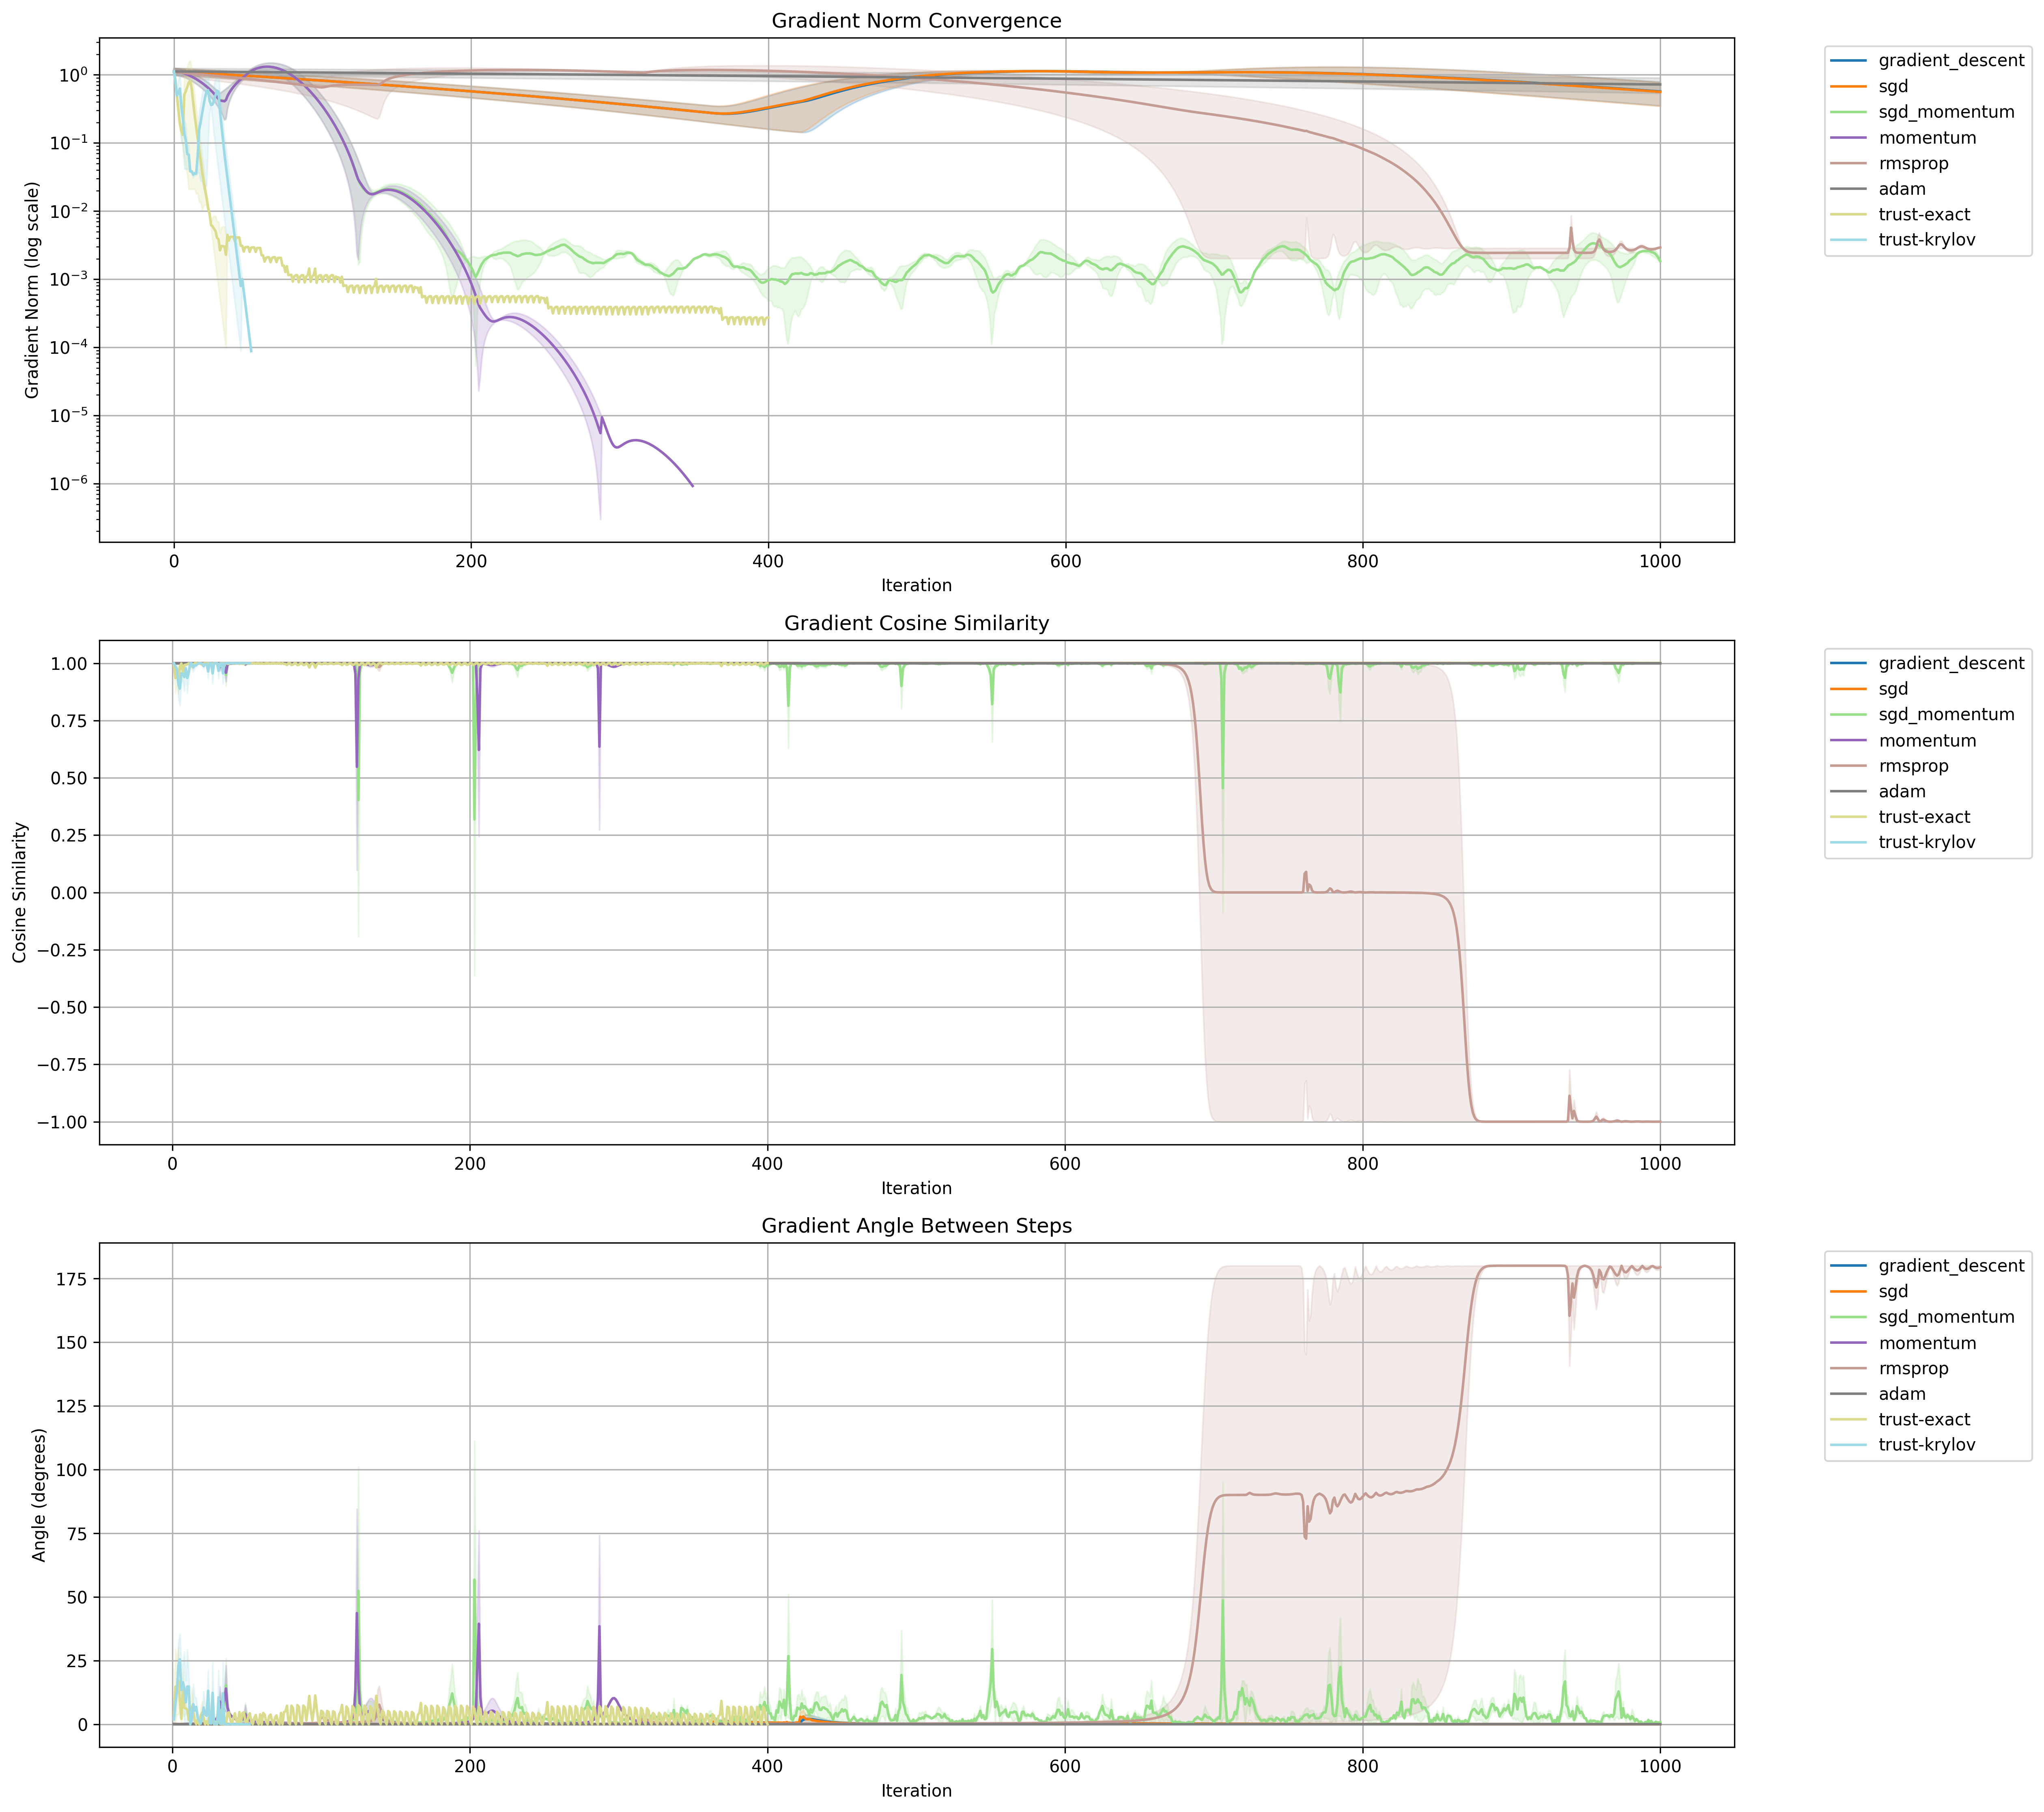 Gradient Norm Convergence
Gradient Norm (log scale)
10⁰
10⁻¹
10⁻²
10⁻³
10⁻⁴
10⁻⁵
10⁻⁶
0 200 400 600 800 1000
Iteration
gradient_descent
sgd
sgd_momentum
momentum
rmsprop
adam
trust-exact
trust-krylov
Gradient Cosine Similarity
Cosine Similarity
1.00
0.75
0.50
0.25
0.00
−0.25
−0.50
−0.75
−1.00
0 200 400 600 800 1000
Iteration
gradient_descent
sgd
sgd_momentum
momentum
rmsprop
adam
trust-exact
trust-krylov
Gradient Angle Between Steps
Angle (degrees)
175
150
125
100
75
50
25
0
0 200 400 600 800 1000
Iteration
gradient_descent
sgd
sgd_momentum
momentum
rmsprop
adam
trust-exact
trust-krylov